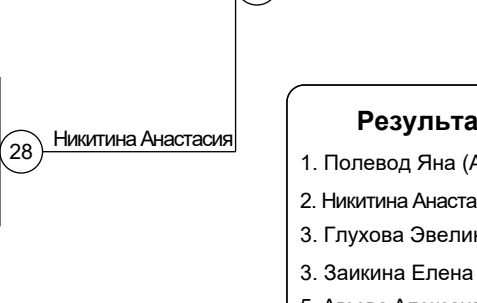 28
Никитина Анастасия
Результа
1. Полевод Яна (А
2. Никитина Анаста
3. Глухова Эвелин
3. Заикина Елена